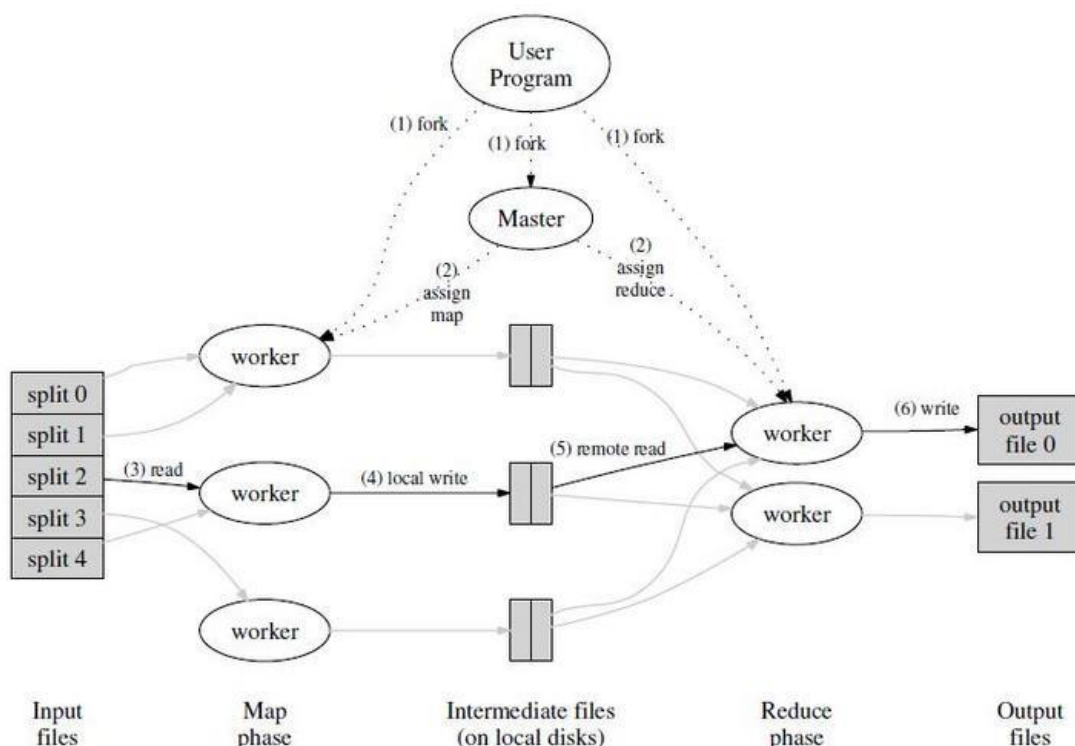 User
Program
(1) fork
(1) fork
(1) fork
Master
(2)
assign
map
(2)
assign
reduce
worker
split 0
split 1
split 2
split 3
split 4
(3) read
worker
(4) local write
(5) remote read
worker
(6) write
output
file 0
worker
output
file 1
worker
Input
files
Map
phase
Intermediate files
(on local disks)
Reduce
phase
Output
files